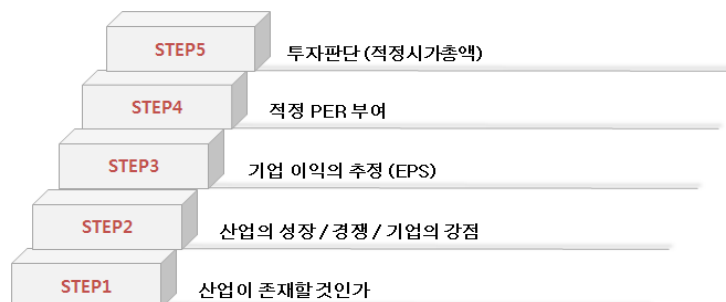 STEP5 투자판단 (적정시가총액)
STEP4 적정 PER 부여
STEP3 기업 이익의 추정 (EPS)
STEP2 산업의 성장 / 경쟁 / 기업의 강점
STEP1 산업이 존재할 것인가